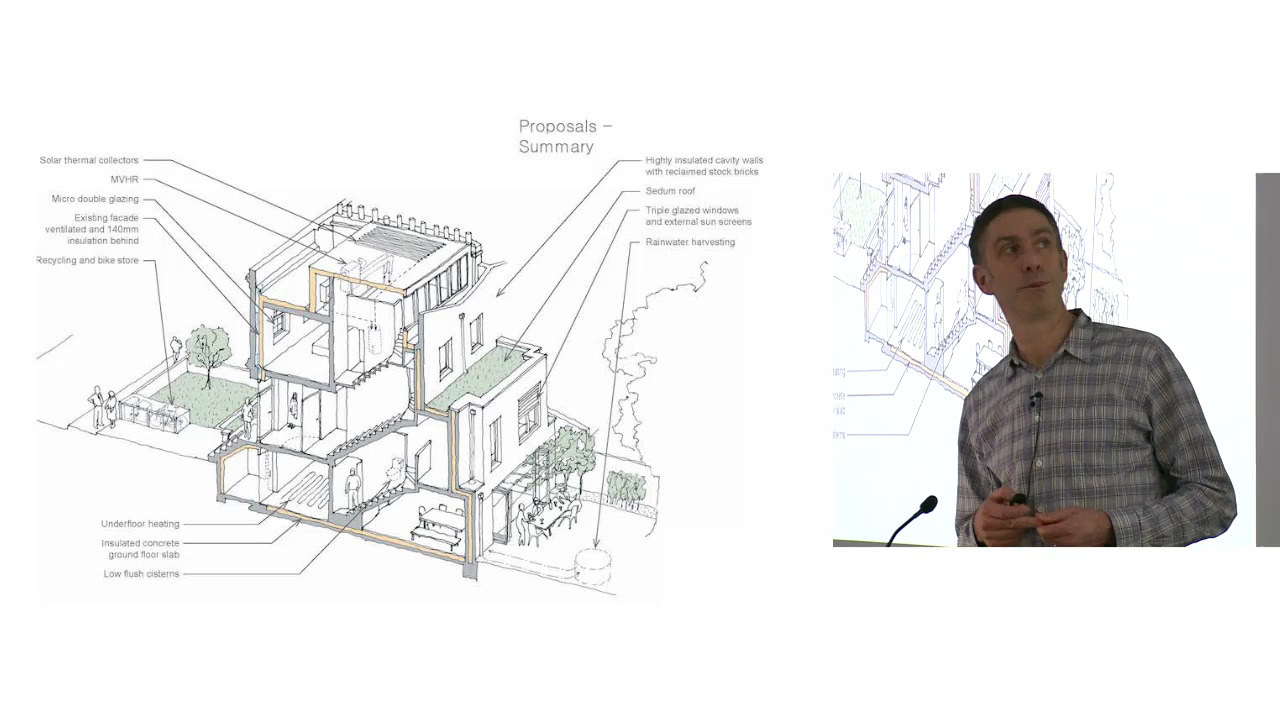 Proposals –
Summary
Solar thermal collectors
MVHR
Micro double glazing
Existing facade
ventilated and 140mm
insulation behind
Recycling and bike store
Highly insulated cavity walls
with reclaimed stock bricks
Sedum roof
Triple glazed windows
and external sun screens
Rainwater harvesting
Underfloor heating
Insulated concrete
ground floor slab
Low flush cisterns